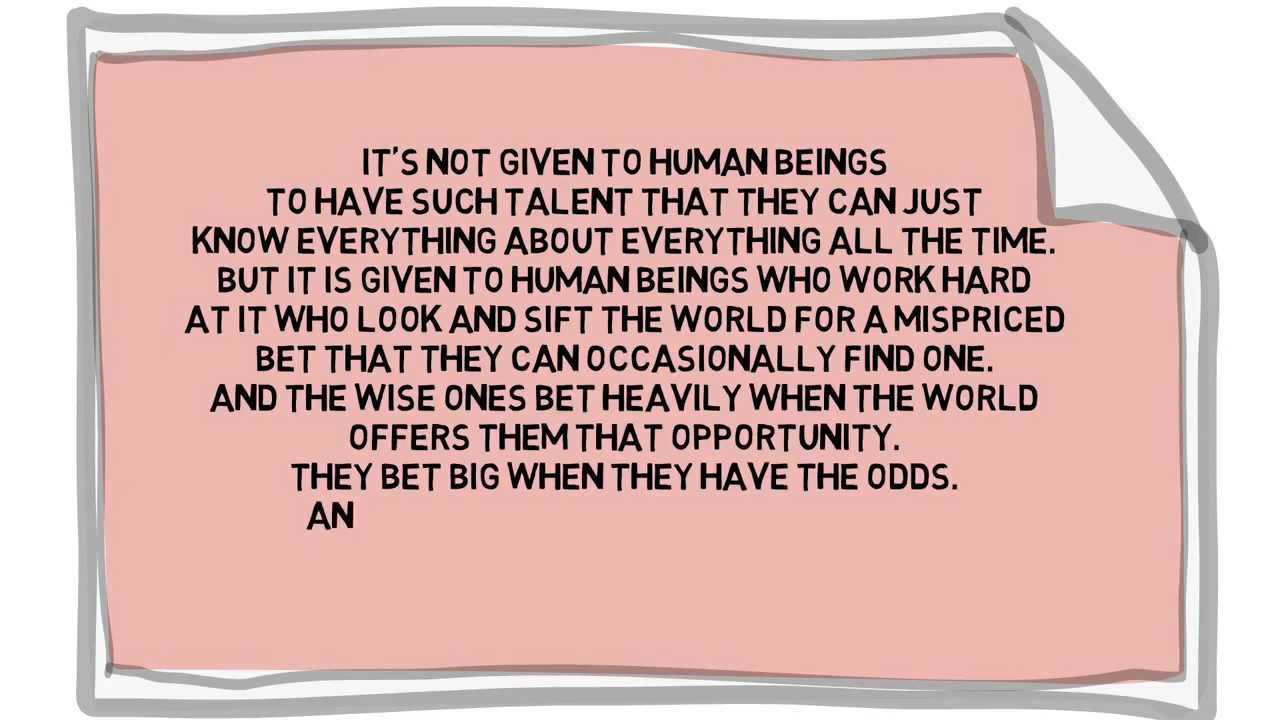 IT'S NOT GIVEN TO HUMAN BEINGS
TO HAVE SUCH TALENT THAT THEY CAN JUST
KNOW EVERYTHING ABOUT EVERYTHING ALL THE TIME.
BUT IT IS GIVEN TO HUMAN BEINGS WHO WORK HARD
AT IT WHO LOOK AND SIFT THE WORLD FOR A MISPRICED
BET THAT THEY CAN OCCASIONALLY FIND ONE.
AND THE WISE ONES BET HEAVILY WHEN THE WORLD
OFFERS THEM THAT OPPORTUNITY.
THEY BET BIG WHEN THEY HAVE THE ODDS.
AN